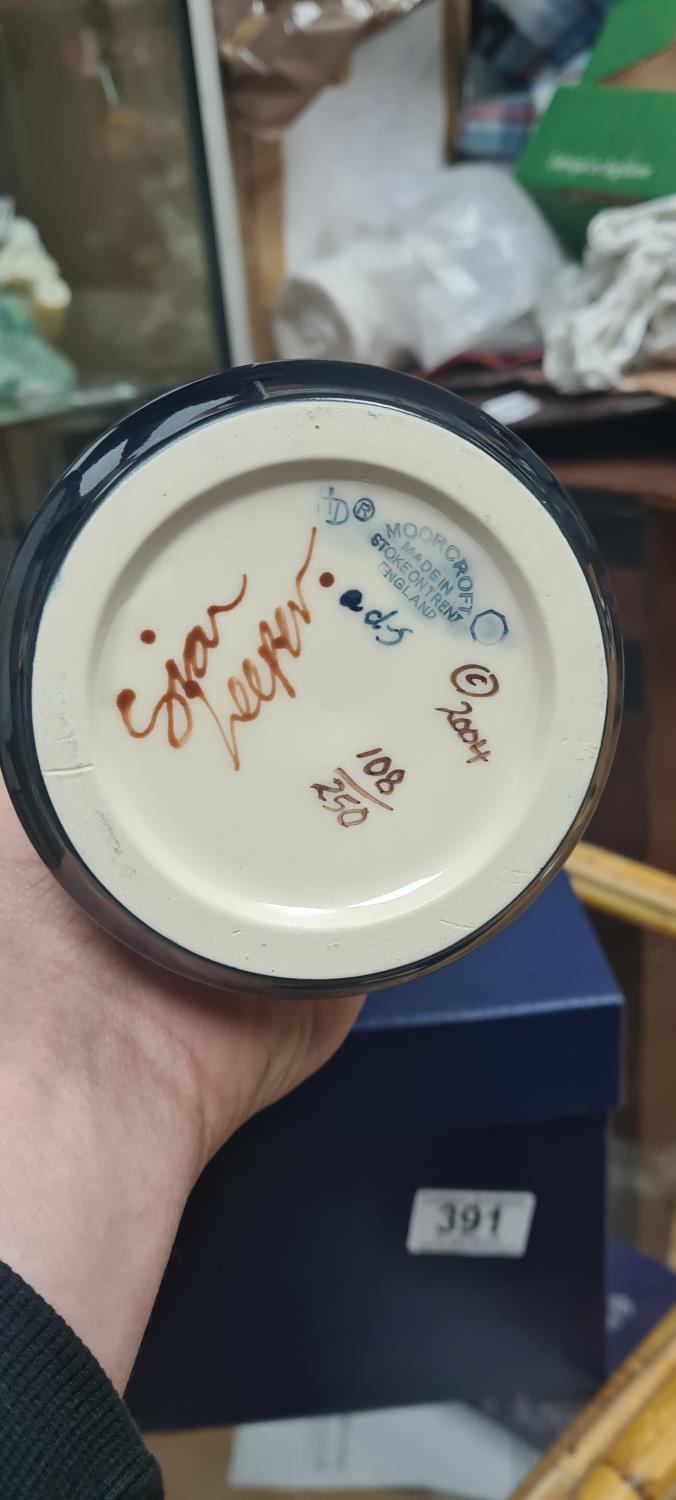 ®
MOORCROFT
MADE IN
STOKE ON TRENT
ENGLAND
Sian
Leeper.
© 2004
108
250
391